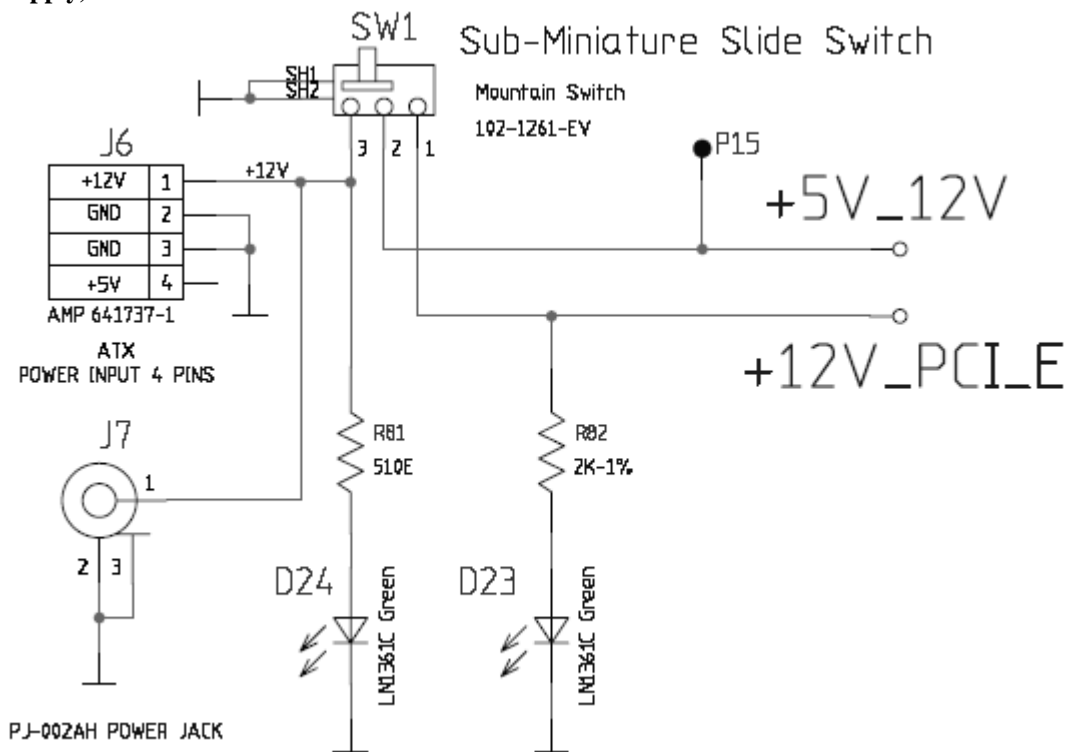 SW1
Sub-Miniature Slide Switch
SH1
SH2
Mountain Switch
102-1261-EV
3 2 1
J6
+12V 1
GND 2
GND 3
+5V 4
+12V
AMP 641737-1
ATX
POWER INPUT 4 PINS
P15
+5V_12V
+12V_PCI_E
J7
1
2 3
PJ-002AH POWER JACK
R81
510E
R82
2K-1%
D24
LN1361C Green
D23
LN1361C Green